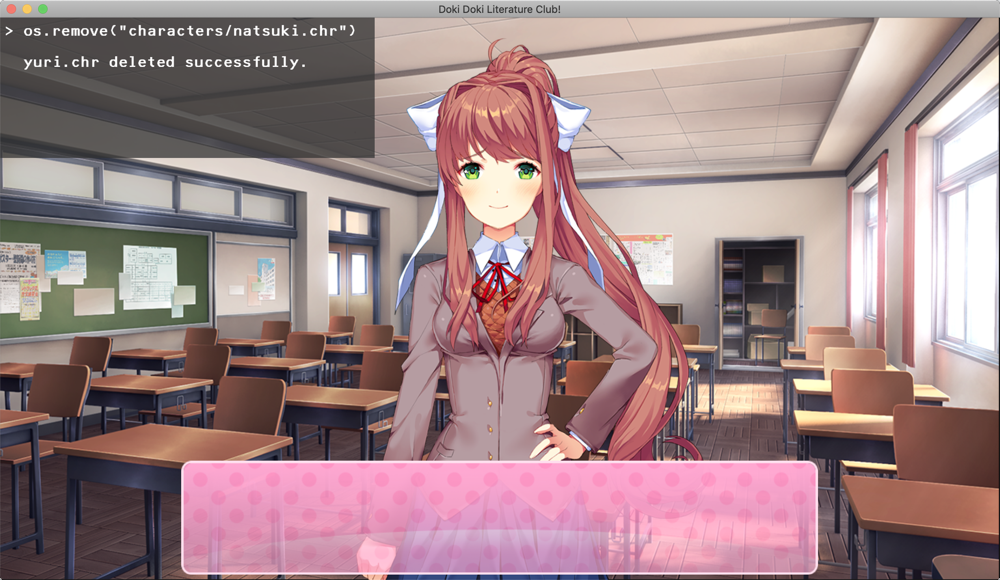 Doki Doki Literature Club!
> os.remove("characters/natsuki.chr")
yuri.chr deleted successfully.